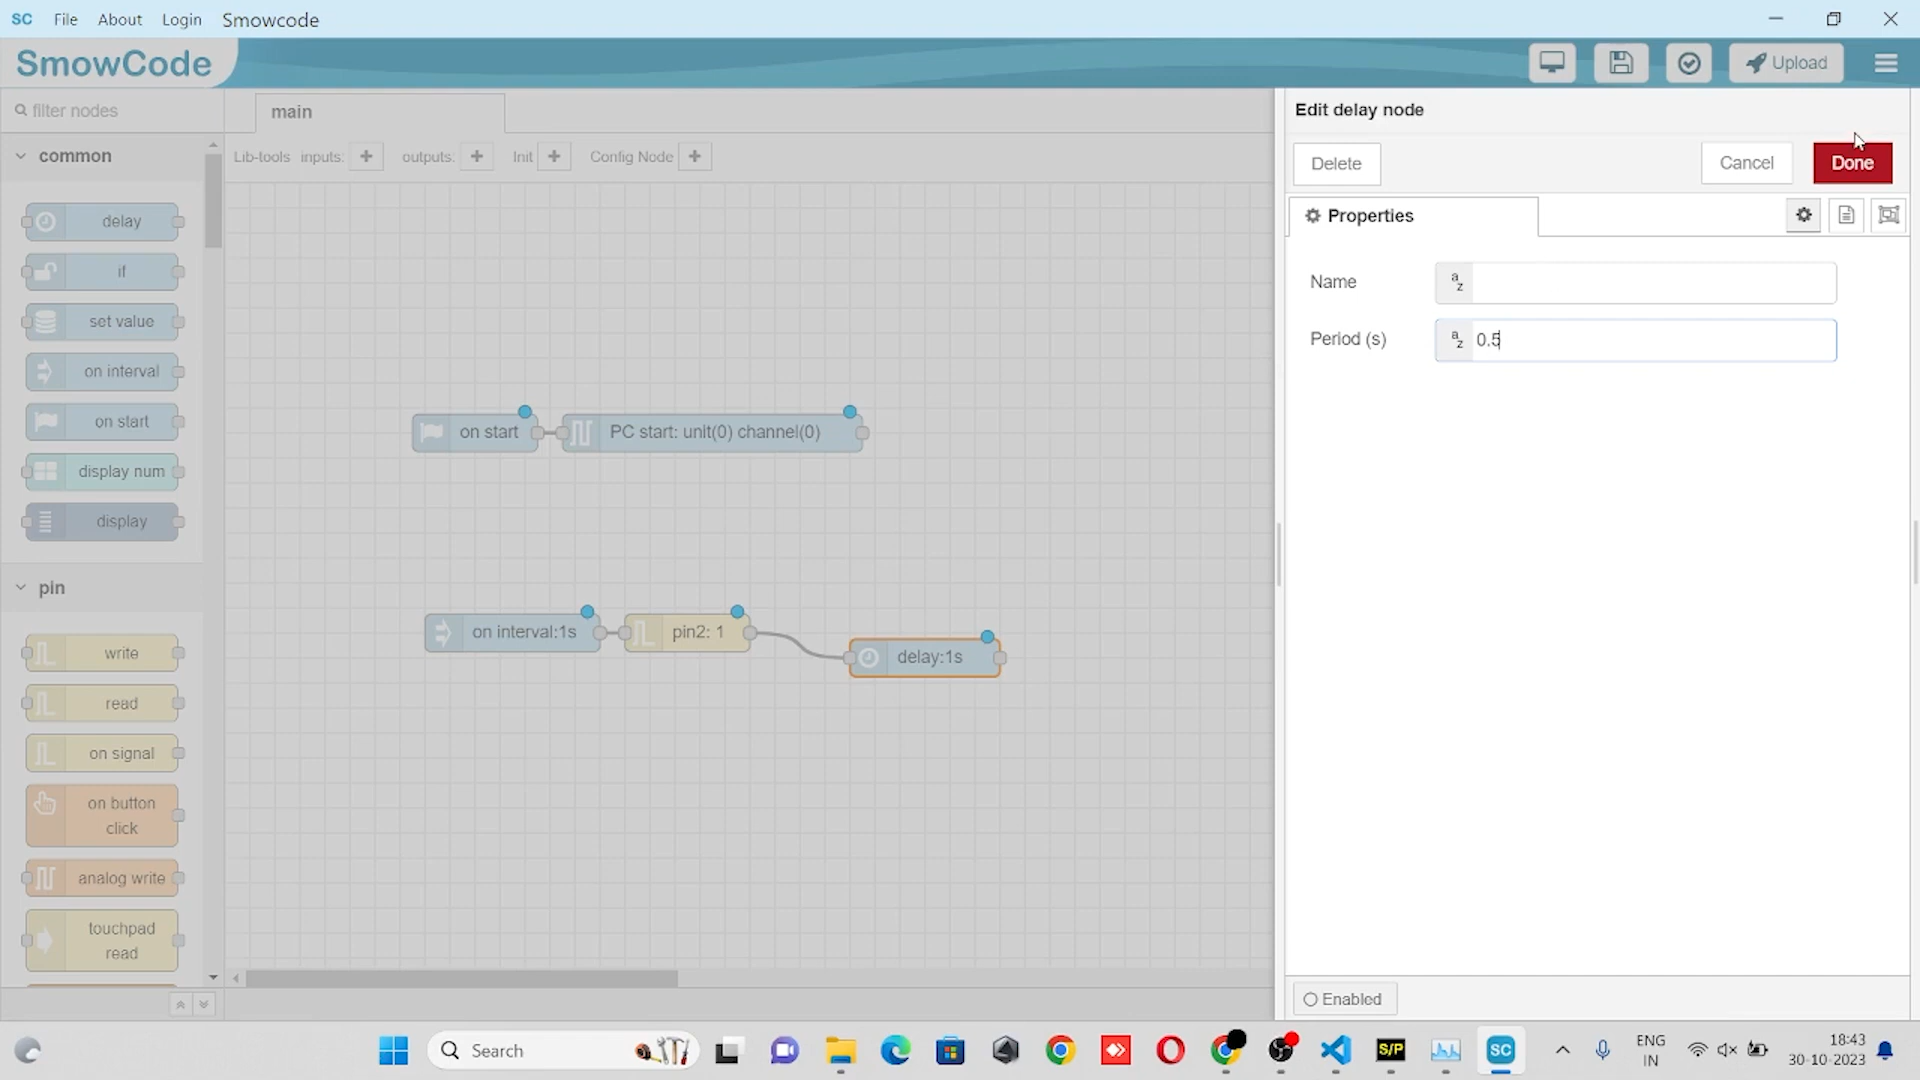 SC File About Login Smowcode
SmowCode
Upload
filter nodes
main
Edit delay node
common
Lib-tools inputs: outputs: Init Config Node
Delete
Cancel
Done
Properties
delay
if
set value
on interval
on start
display num
display
Name
Period (s)
0.5
on start
PC start: unit(0) channel(0)
pin
on interval:1s
pin2: 1
delay:1s
write
read
on signal
on button
click
analog write
touchpad
read
Enabled
Search
S/P
SC
ENG
IN
18:43
30-10-2023